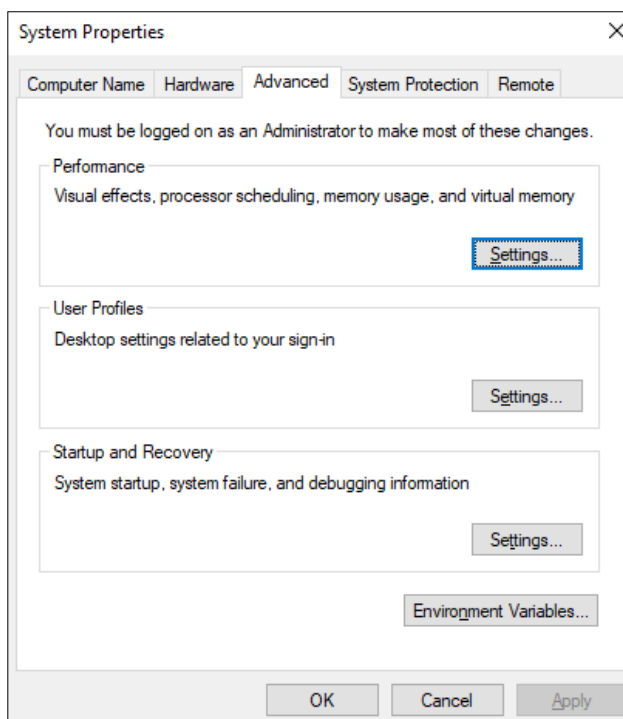 System Properties
Computer Name Hardware Advanced System Protection Remote
You must be logged on as an Administrator to make most of these changes.
Performance
Visual effects, processor scheduling, memory usage, and virtual memory
Settings...
User Profiles
Desktop settings related to your sign-in
Settings...
Startup and Recovery
System startup, system failure, and debugging information
Settings...
Environment Variables...
OK Cancel Apply